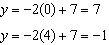 y = −2(0) + 7 = 7
y = −2(4) + 7 = −1